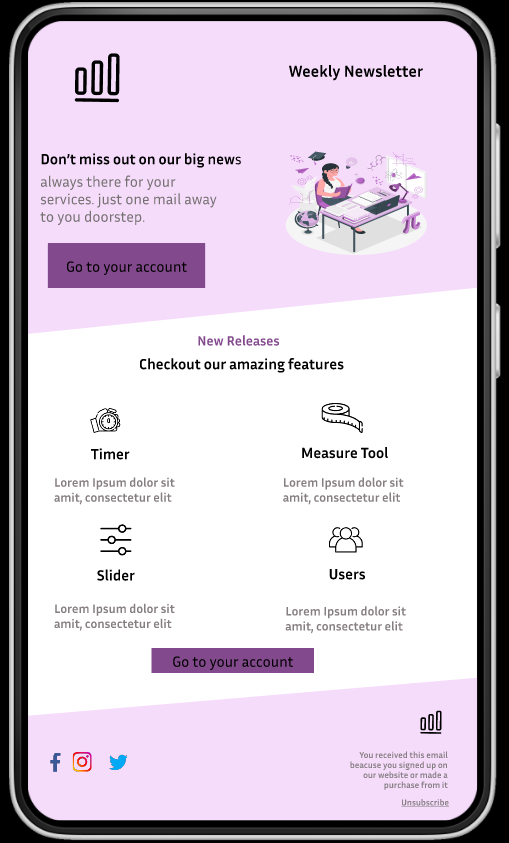 Weekly Newsletter
Don't miss out on our big news
always there for your
services. just one mail away
to you doorstep.
Go to your account
New Releases
Checkout our amazing features
Timer
Lorem Ipsum dolor sit
amit, consectetur elit
Measure Tool
Lorem Ipsum dolor sit
amit, consectetur elit
Slider
Lorem Ipsum dolor sit
amit, consectetur elit
Users
Lorem Ipsum dolor sit
amit, consectetur elit
Go to your account
You received this email
beacuse you signed up on
our website or made a
purchase from it
Unsubscribe